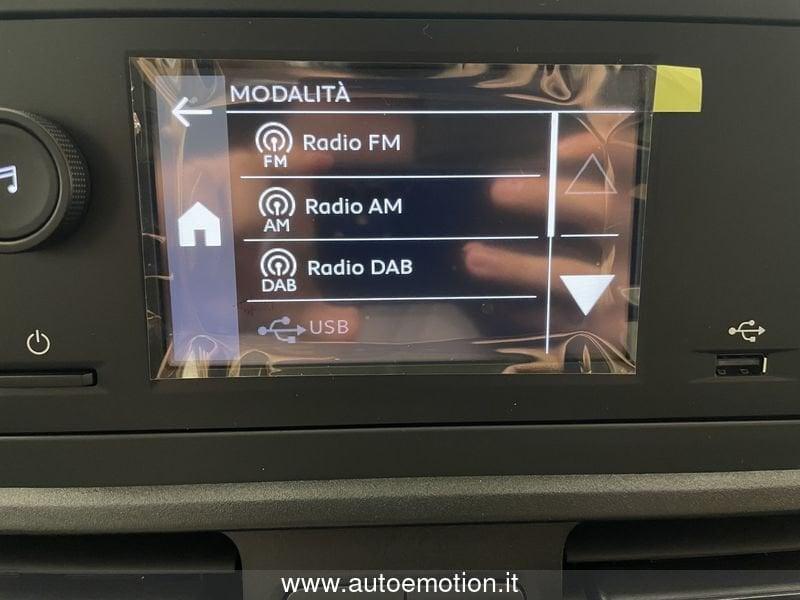 MODALITÀ
FM Radio FM
AM Radio AM
DAB Radio DAB
USB
www.autoemotion.it